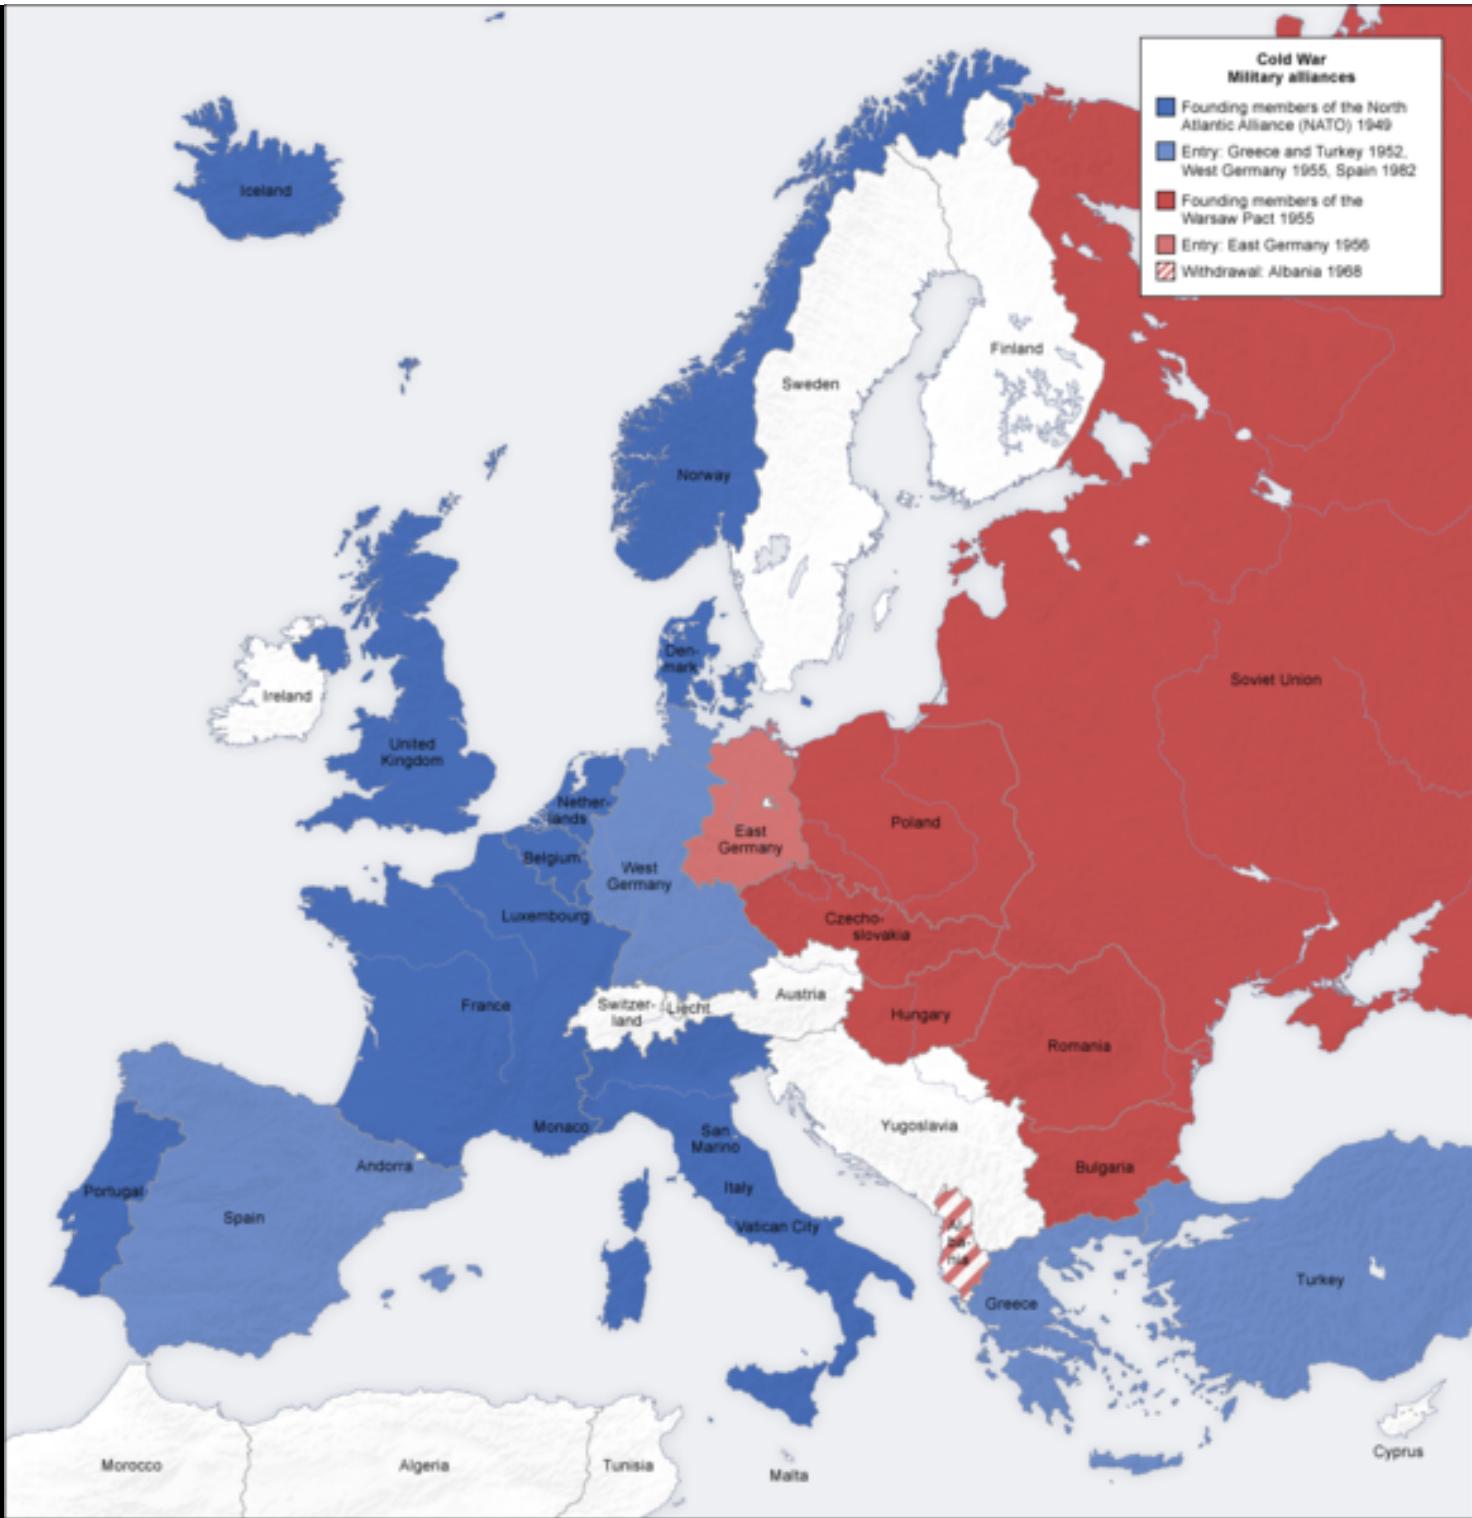 Cold War
Military alliances
Founding members of the North
Atlantic Alliance (NATO) 1949
Entry: Greece and Turkey 1952,
West Germany 1955, Spain 1982
Founding members of the
Warsaw Pact 1955
Entry: East Germany 1956
Withdrawal: Albania 1968
Iceland
Finland
Sweden
Norway
Den-
mark
Soviet Union
Ireland
United
Kingdom
Nether-
lands
East
Germany
Poland
Belgium
West
Germany
Luxembourg
Czecho-
slovakia
France
Switzer-
land
Liecht
Austria
Hungary
Romania
Monaco
San
Marino
Yugoslavia
Andorra
Bulgaria
Portugal
Spain
Italy
Vatican City
Al-
ba-
nia
Greece
Turkey
Cyprus
Morocco
Algeria
Tunisia
Malta